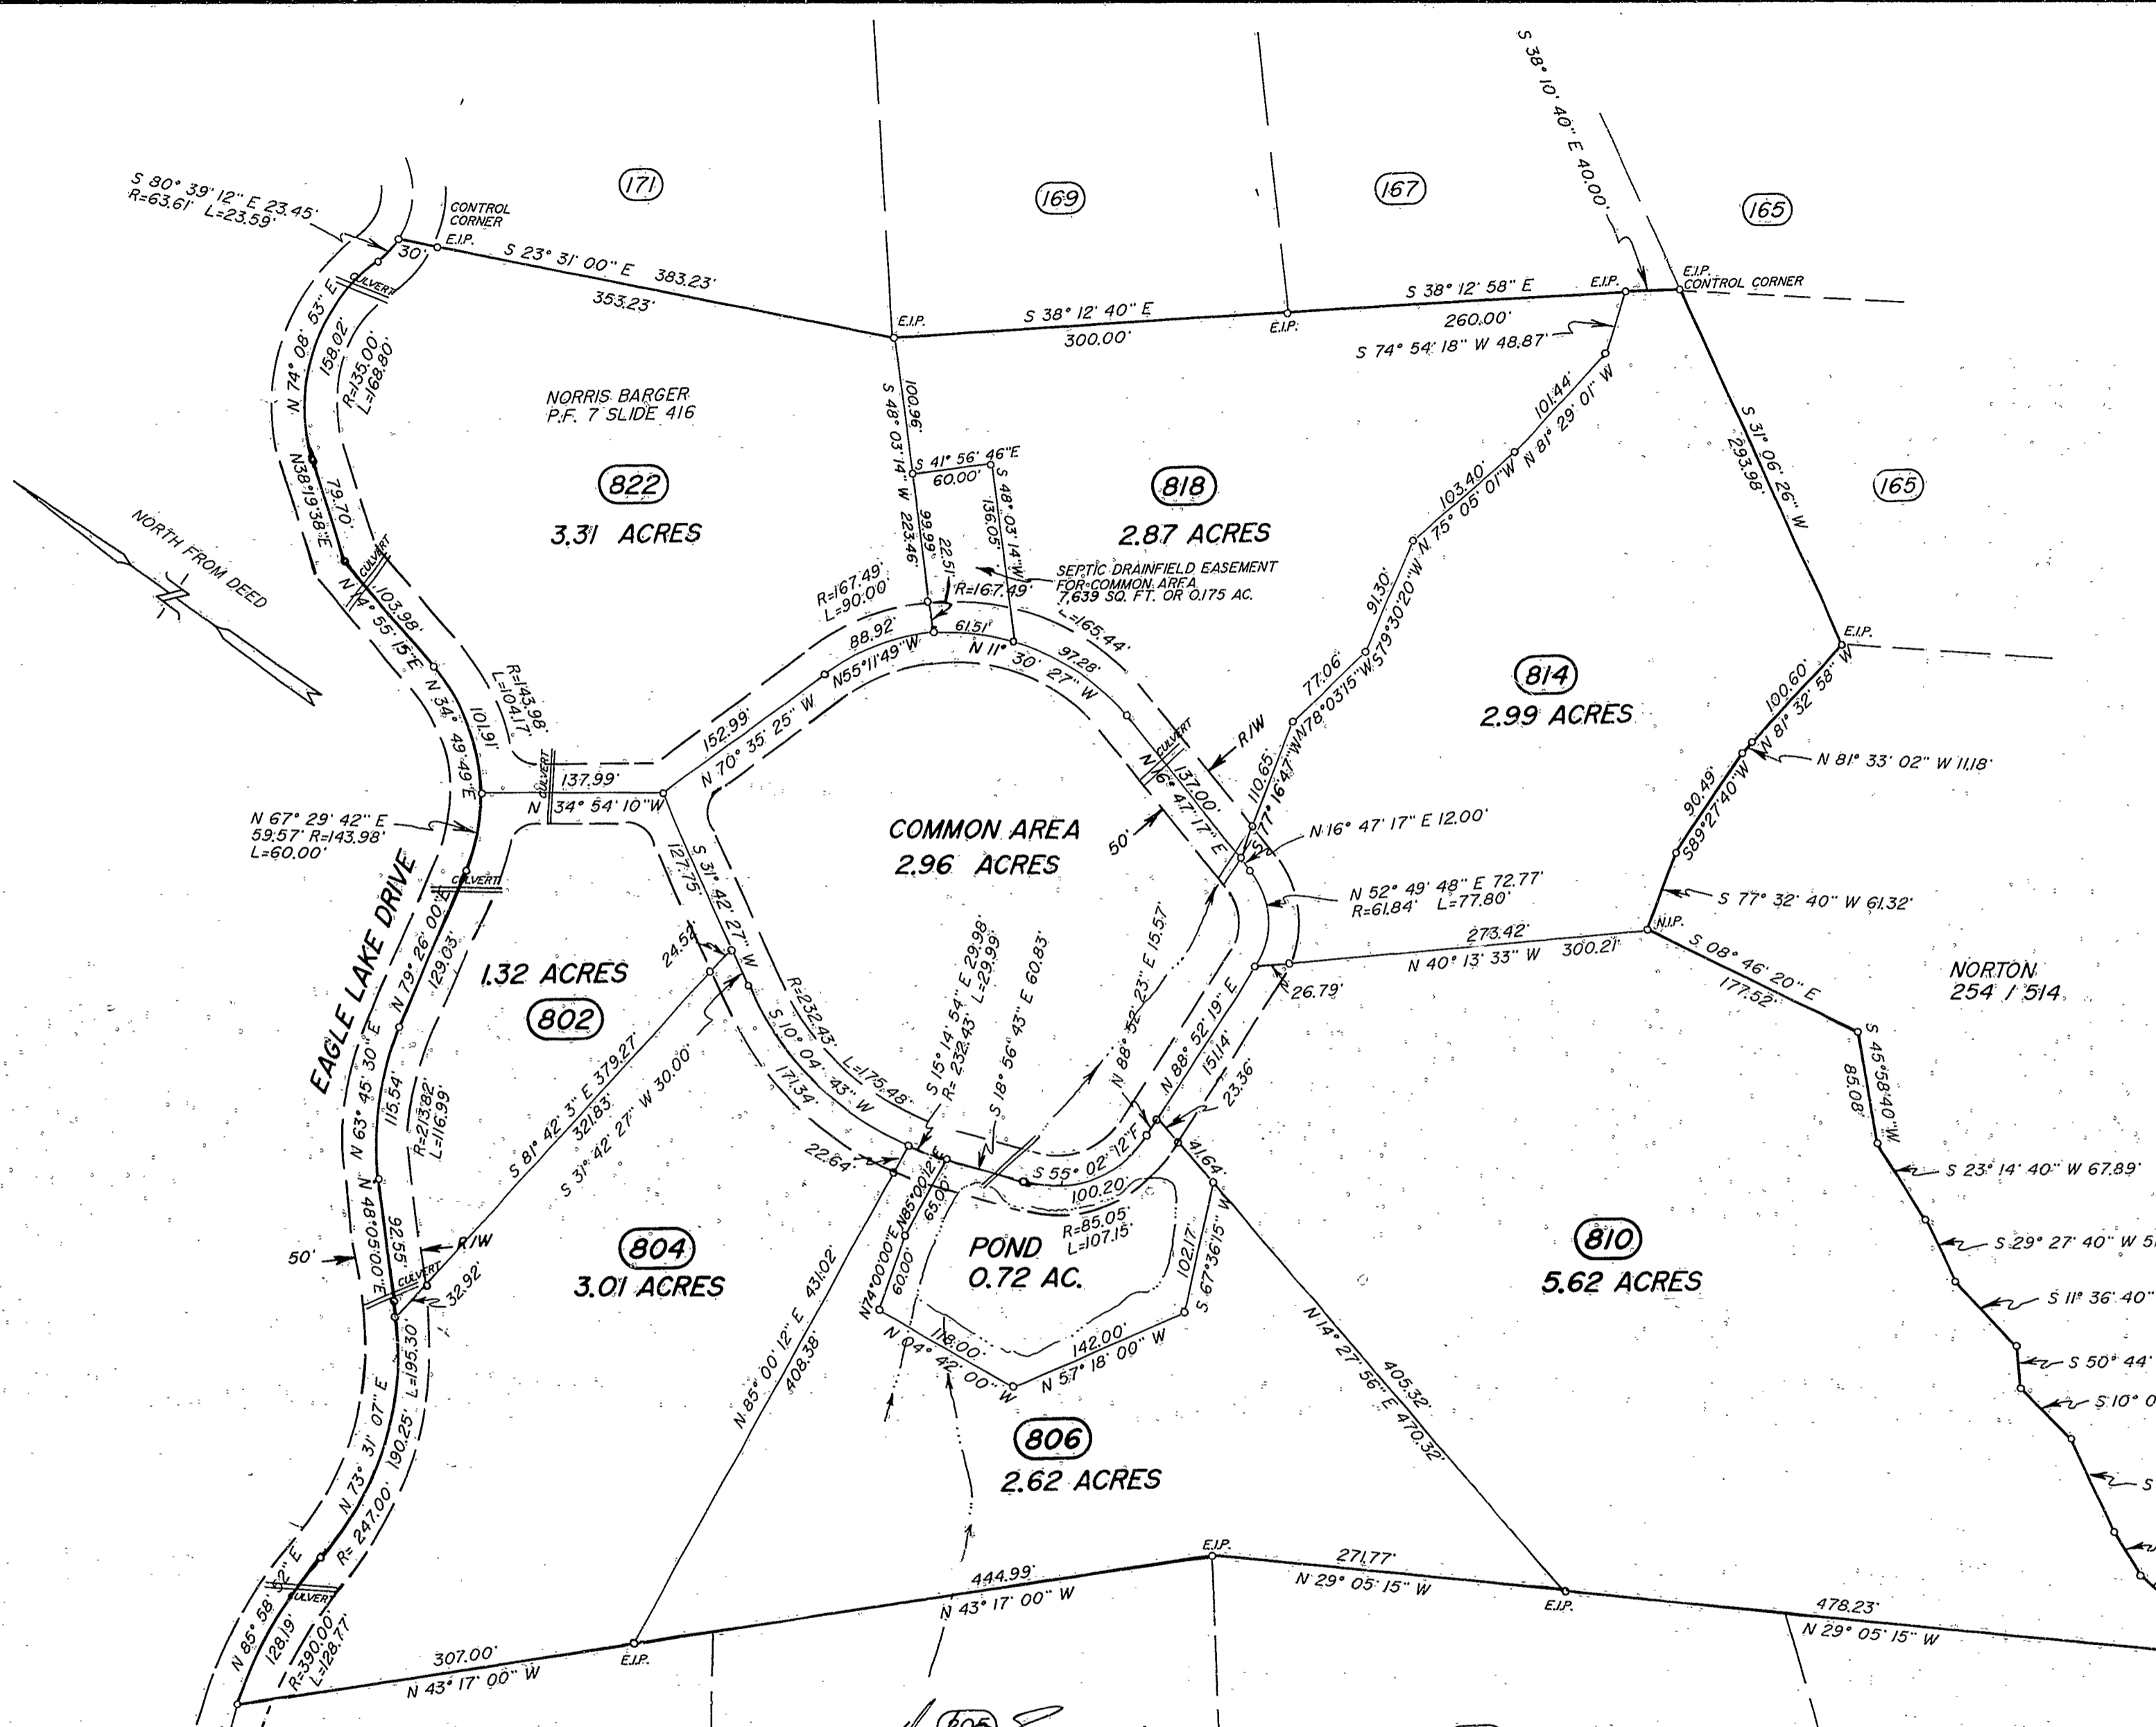 S 38° 10' 40" E 40.00'
S 80° 39' 12" E 23.45'
R=63.61' L=23.59'
CONTROL
CORNER
E.I.P.
30'
171
169
167
165
E.I.P.
CONTROL CORNER
S 23° 31' 00" E 383.23'
353.23'
E.I.P.
S 38° 12' 40" E
300.00'
E.I.P.
S 38° 12' 58" E
260.00'
E.I.P.
S 74° 54' 18" W 48.87'
CULVERT
N 74° 08' 53" E
158.02'
R=135.00'
L=168.80'
NORRIS BARGER
P.F. 7 SLIDE 416
822
3.31 ACRES
100.96'
S 48° 03' 14" W 223.46'
99.99'
22.51'
S 41° 56' 46"E
60.00'
S 48° 03' 14" W
136.05'
818
2.87 ACRES
SEPTIC DRAINFIELD EASEMENT
FOR COMMON AREA
7,639 SQ. FT. OR 0.175 AC.
101.44'
N 81° 29' 01" W
103.40'
N 75° 05' 01" W
91.30'
S79°30'20"W
77.06'
N78°03'15"W
110.65'
S 77° 16'47"W
S 31° 06' 26" W
293.98'
165
E.I.P.
NORTH FROM DEED
N38°19'38"E
79.70'
CULVERT
N 14° 55' 15"E
103.98'
N 34° 49' 49"E
101.91'
R=143.98'
L=104.17'
R=167.49'
L=90.00'
88.92'
N55°11'49"W
R=167.49'
L=165.44'
61.51'
N 11° 30' 27" W
97.28'
152.99'
N 70° 35' 25" W
CULVERT
137.99'
N 34° 54' 10"W
CULVERT
R/W
N 16° 47' 17" E
137.00'
50'
814
2.99 ACRES
100.60'
N 81° 32' 58" W
N 81° 33' 02" W 11.18'
90.49'
S89°27'40"W
S 77° 32' 40" W 61.32'
N.I.P.
N 67° 29' 42" E
59.57' R=143.98'
L=60.00'
EAGLE LAKE DRIVE
COMMON AREA
2.96 ACRES
N 16° 47' 17" E 12.00'
N 52° 49' 48" E 72.77'
R=61.84' L=77.80'
273.42'
N 40° 13' 33" W 300.21'
26.79'
S 08° 46' 20" E
177.52'
NORTON
254 / 514
CULVERT
N 79° 26' 00"E
129.03'
S 31° 42' 27" W
127.75'
24.52'
1.32 ACRES
802
S 10° 04' 43" W
171.34'
R=232.43'
L=175.48'
S 15° 14' 54" E 29.98'
R= 232.43' L=29.99'
S 18° 56' 43" E 60.83'
N 88° 52' 23" E 15.57'
N 88° 52' 19" E
151.14'
23.36'
N 63° 45' 30" E
115.54'
R=213.82'
L=116.99'
S 81° 42' 3" E 379.27'
321.83'
S 31° 42' 27" W 30.00'
22.64'
S 55° 02' 12"E
100.20'
R=85.05'
L=107.15'
41.64'
S 45°58'40"W
85.08'
S 23° 14' 40" W 67.89'
S 29° 27' 40" W
S 11° 36' 40"
S 50° 44'
S 10° 0
S
N 48°05'00"E
92.55'
50'
R/W
CULVERT
32.92'
804
3.01 ACRES
N85°00'12"E
65.00'
N74°00'00"E
60.00'
POND
0.72 AC.
102.17'
S 67°36'15" W
118.00'
N 04° 42' 00" W
142.00'
N 57° 18' 00" W
810
5.62 ACRES
N 85° 00' 12" E 431.02'
408.38'
N 14° 27' 56" E 470.32'
405.32'
806
2.62 ACRES
N 73° 31' 07" E 190.25'
R= 247.00' L=195.30'
CULVERT
N 85° 58' 52" E
128.19'
R=390.00'
L=128.77'
307.00'
N 43° 17' 00" W
E.I.P.
444.99'
N 43° 17' 00" W
E.I.P.
271.77'
N 29° 05' 15" W
E.I.P.
478.23'
N 29° 05' 15" W
805